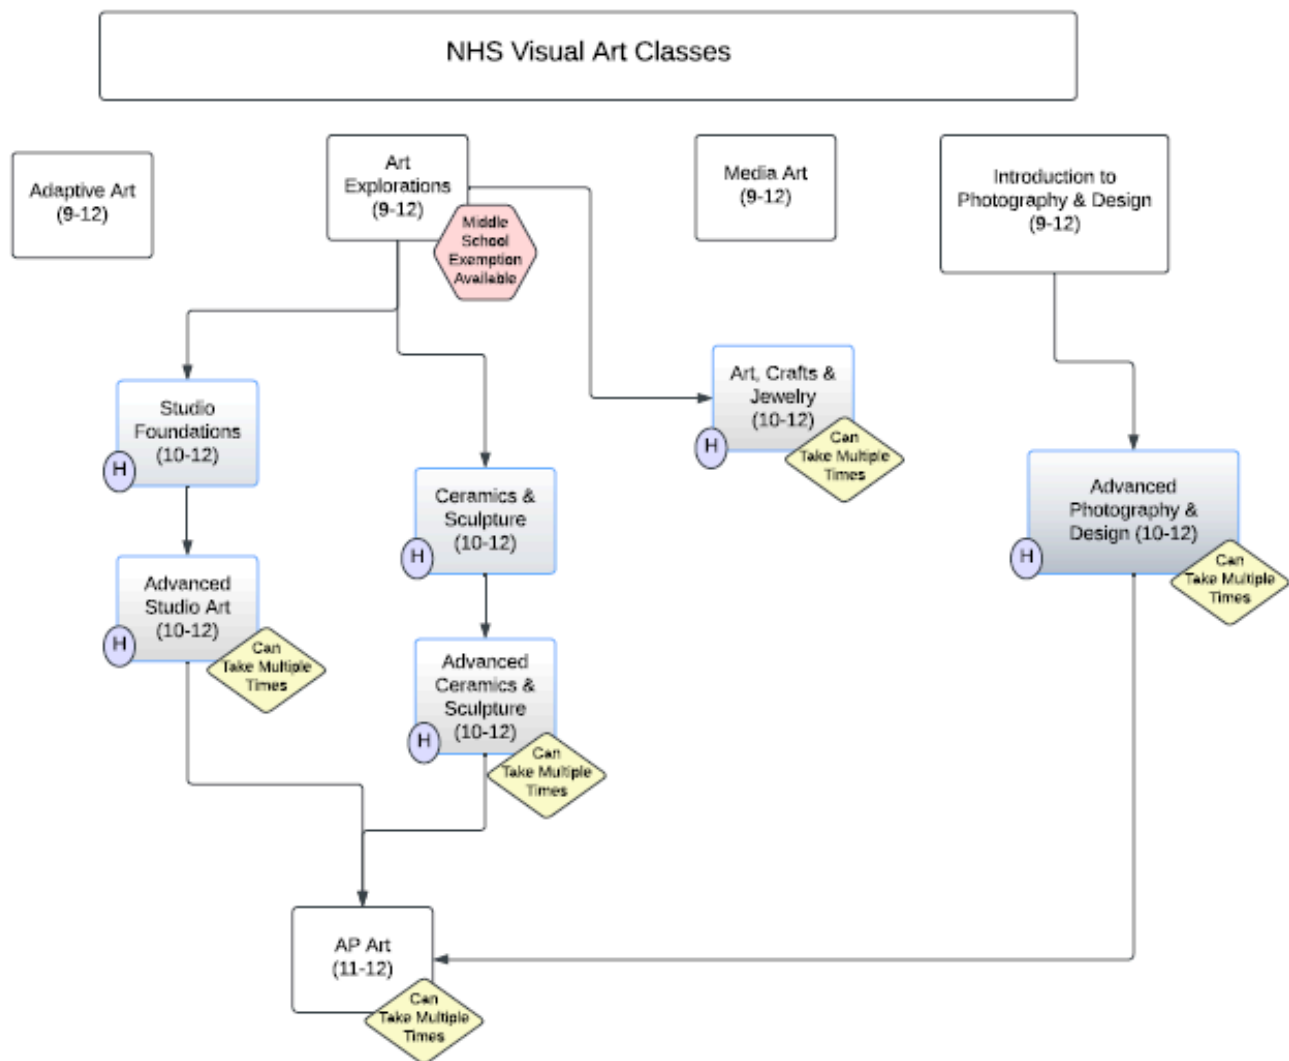 NHS Visual Art Classes
Adaptive Art
(9-12)
Art
Explorations
(9-12)
Middle
School
Exemption
Available
Media Art
(9-12)
Introduction to
Photography & Design
(9-12)
Studio
Foundations
(10-12)
H
Ceramics &
Sculpture
(10-12)
H
Art, Crafts &
Jewelry
(10-12)
H
Can
Take Multiple
Times
Advanced
Photography &
Design (10-12)
H
Can
Take Multiple
Times
Advanced
Studio Art
(10-12)
H
Can
Take Multiple
Times
Advanced
Ceramics &
Sculpture
(10-12)
H
Can
Take Multiple
Times
AP Art
(11-12)
Can
Take Multiple
Times